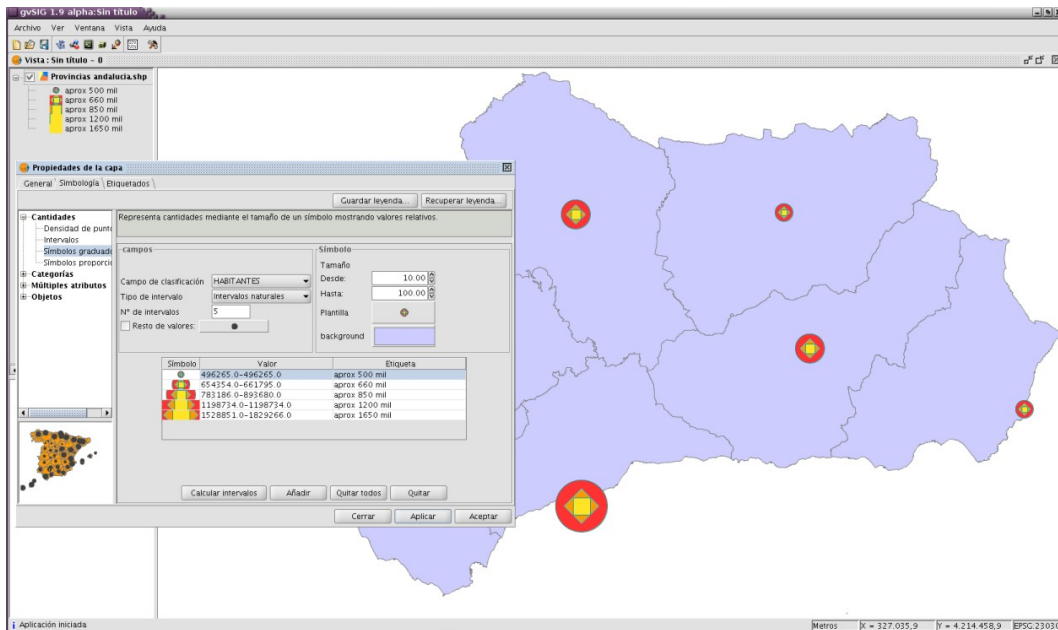 gvSIG 1.9 alpha:Sin título
Archivo Ver Ventana Vista Ayuda
Vista : Sin título - 0
Provincias andalucia.shp
aprox 500 mil
aprox 660 mil
aprox 850 mil
aprox 1200 mil
aprox 1650 mil
Propiedades de la capa
General Simbología Etiquetados
Guardar leyenda... Recuperar leyenda...
Cantidades
Densidad de punto
Intervalos
Símbolos graduado
Símbolos proporcio
Categorías
Múltiples atributos
Objetos
Representa cantidades mediante el tamaño de un símbolo mostrando valores relativos.
campos
Campo de clasificación HABITANTES
Tipo de intervalo Intervalos naturales
N° de intervalos 5
Resto de valores:
Símbolo
Tamaño
Desde: 10.00
Hasta: 100.00
Plantilla
background
Símbolo Valor Etiqueta
496265.0-496265.0 aprox 500 mil
654354.0-661795.0 aprox 660 mil
783186.0-893680.0 aprox 850 mil
1198734.0-1198734.0 aprox 1200 mil
1528851.0-1829266.0 aprox 1650 mil
Calcular intervalos Añadir Quitar todos Quitar
Cerrar Aplicar Aceptar
Aplicación iniciada
Metros X = 327.035,9 Y = 4.214.458,9 EPSG:23030